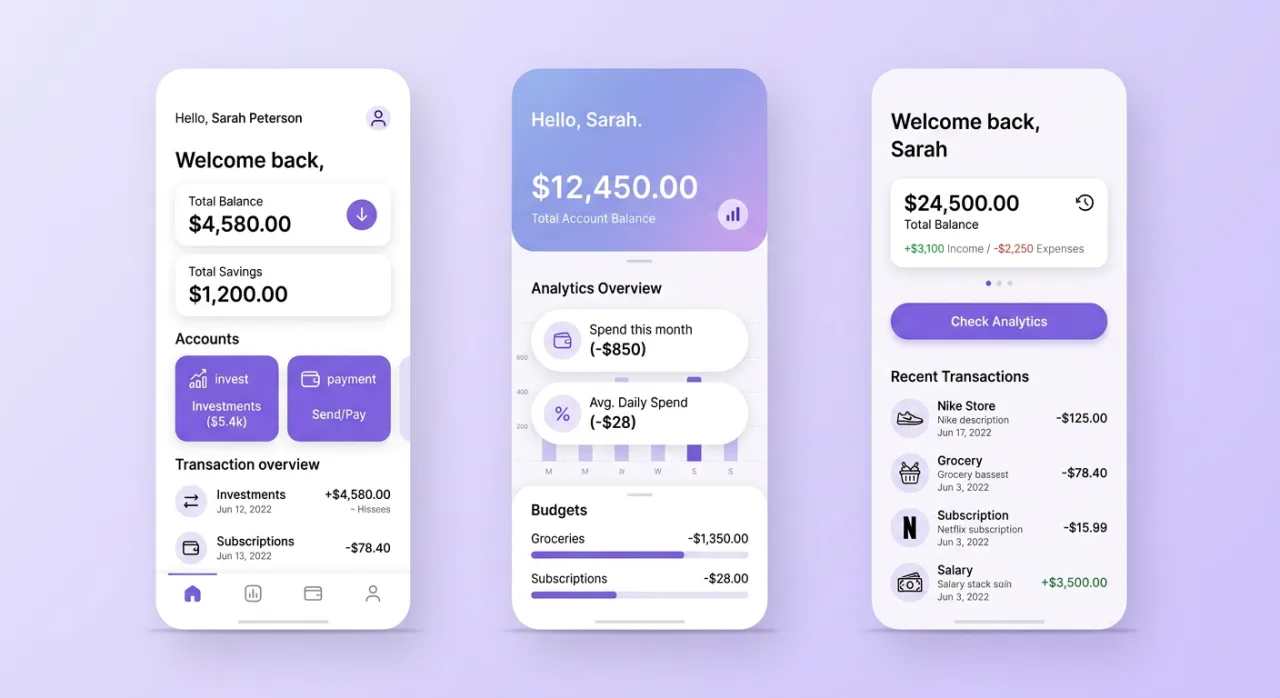 Hello, Sarah Peterson
Welcome back,
Total Balance
$4,580.00
Total Savings
$1,200.00
Accounts
invest
Investments
($5.4k)
payment
Send/Pay
Transaction overview
Investments
+$4,580.00
Jun 12, 2022
- Hissees
Subscriptions
Jun 13, 2022
-$78.40
Hello, Sarah.
$12,450.00
Total Account Balance
Analytics Overview
Spend this month
(-$850)
Avg. Daily Spend
(-$28)
600
400
200
M
M
W
S
S
Budgets
Groceries
-$1,350.00
Subscriptions
-$28.00
Welcome back,
Sarah
$24,500.00
Total Balance
+$3,100 Income / -$2,250 Expenses
Check Analytics
Recent Transactions
Nike Store
Nike description
Jun 17, 2022
-$125.00
Grocery
Grocery bassest
Jun 3, 2022
-$78.40
Subscription
Netflix subscription
Jun 3, 2022
-$15.99
N
Salary
Salary stack soin
Jun 3, 2022
+$3,500.00